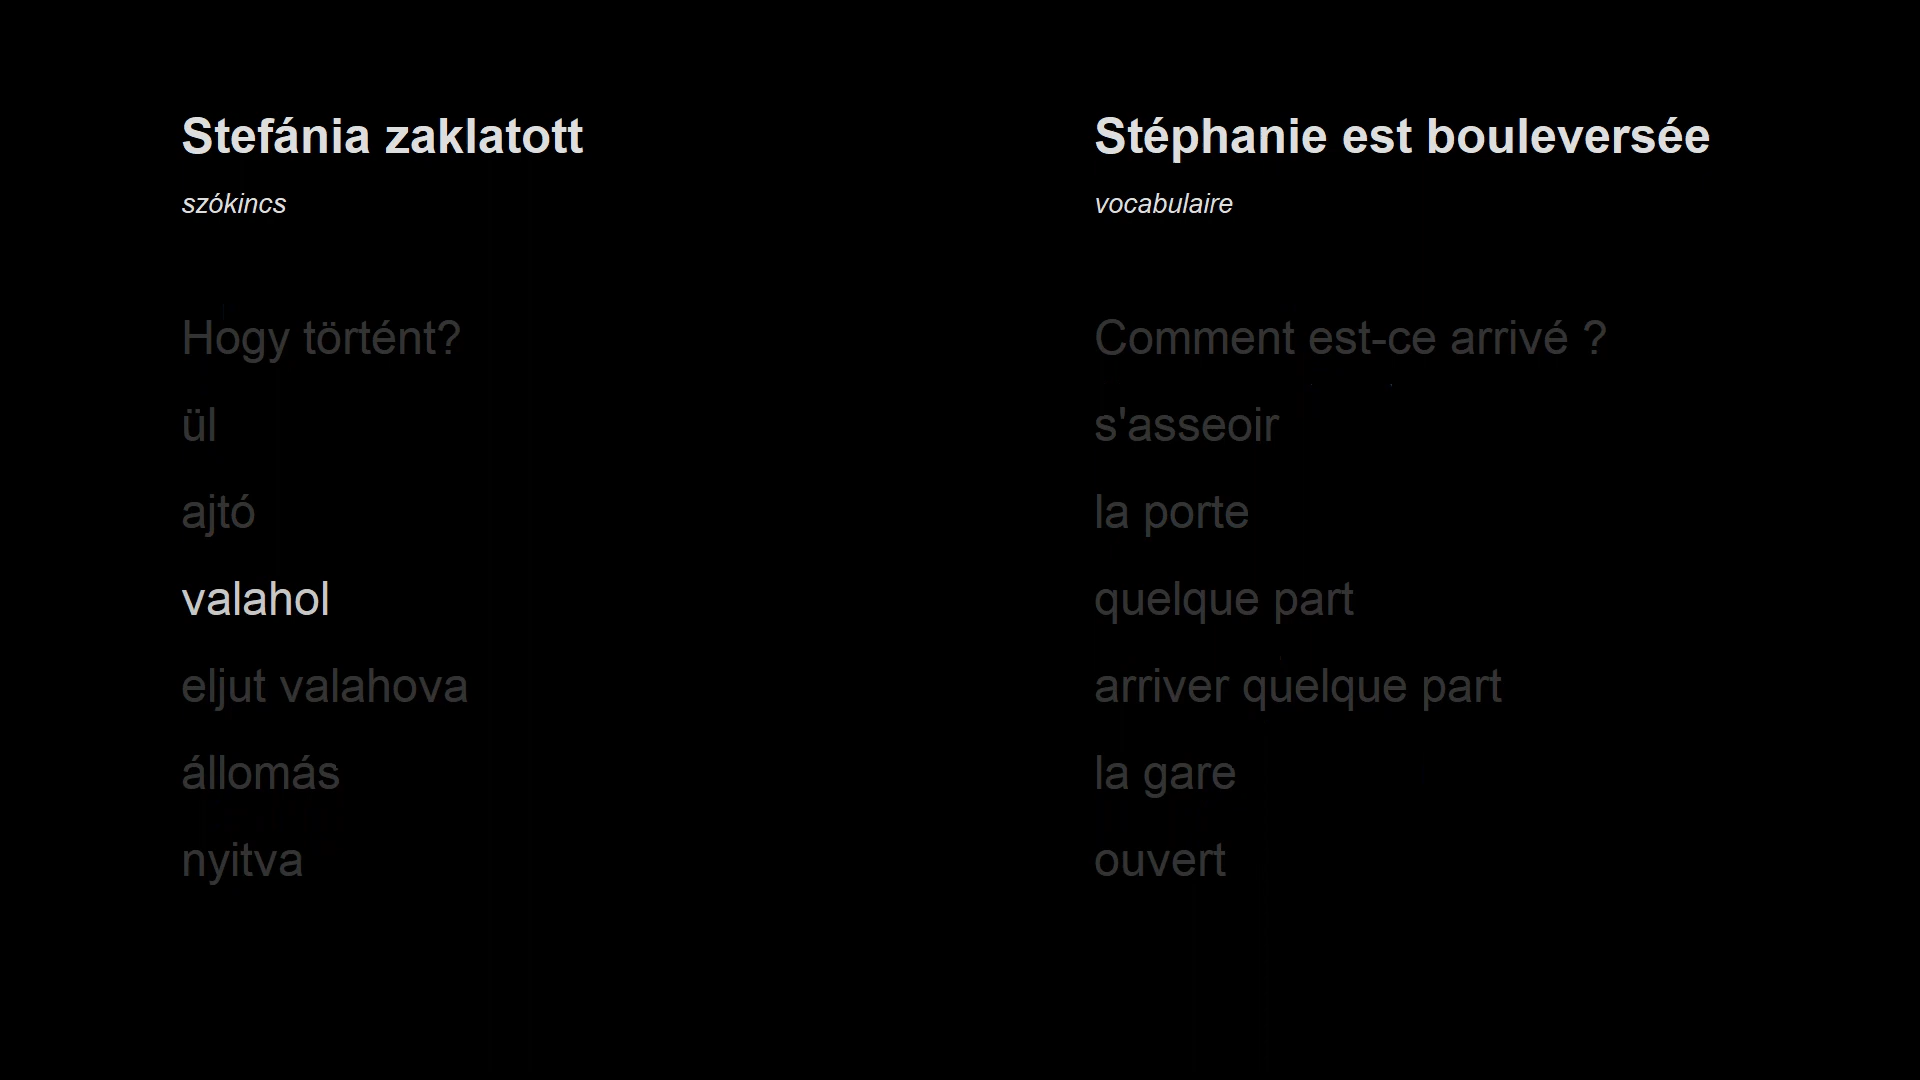 Stefánia zaklatott
szókincs
Hogy történt?
ül
ajtó
valahol
eljut valahova
állomás
nyitva
Stéphanie est bouleversée
vocabulaire
Comment est-ce arrivé ?
s'asseoir
la porte
quelque part
arriver quelque part
la gare
ouvert